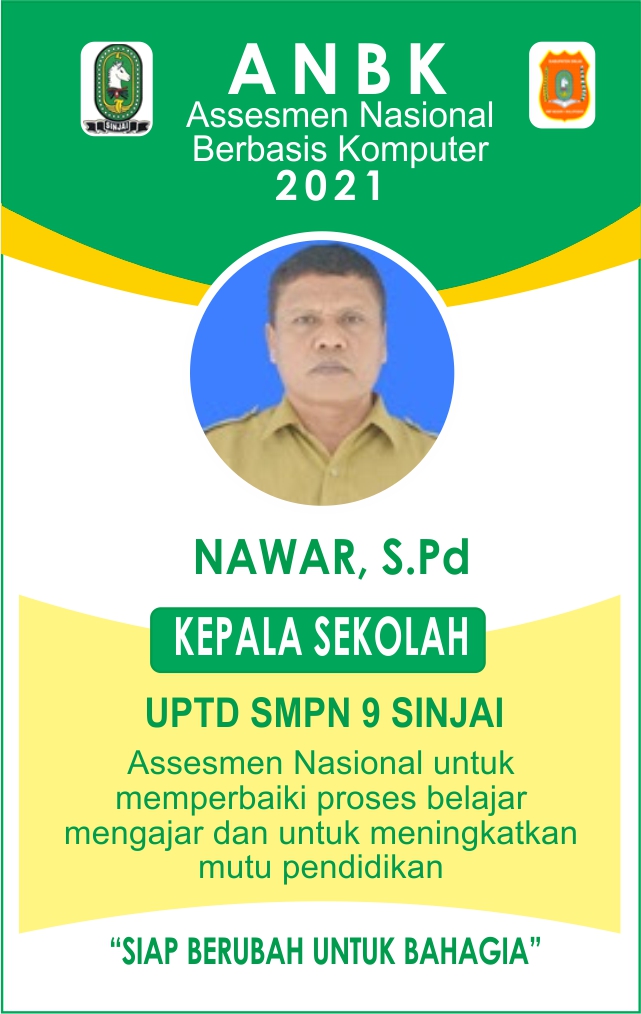 ANBK
Assesmen Nasional
Berbasis Komputer
2021
SINJAI
NAWAR, S.Pd
KEPALA SEKOLAH
UPTD SMPN 9 SINJAI
Assesmen Nasional untuk
memperbaiki proses belajar
mengajar dan untuk meningkatkan
mutu pendidikan
“SIAP BERUBAH UNTUK BAHAGIA”